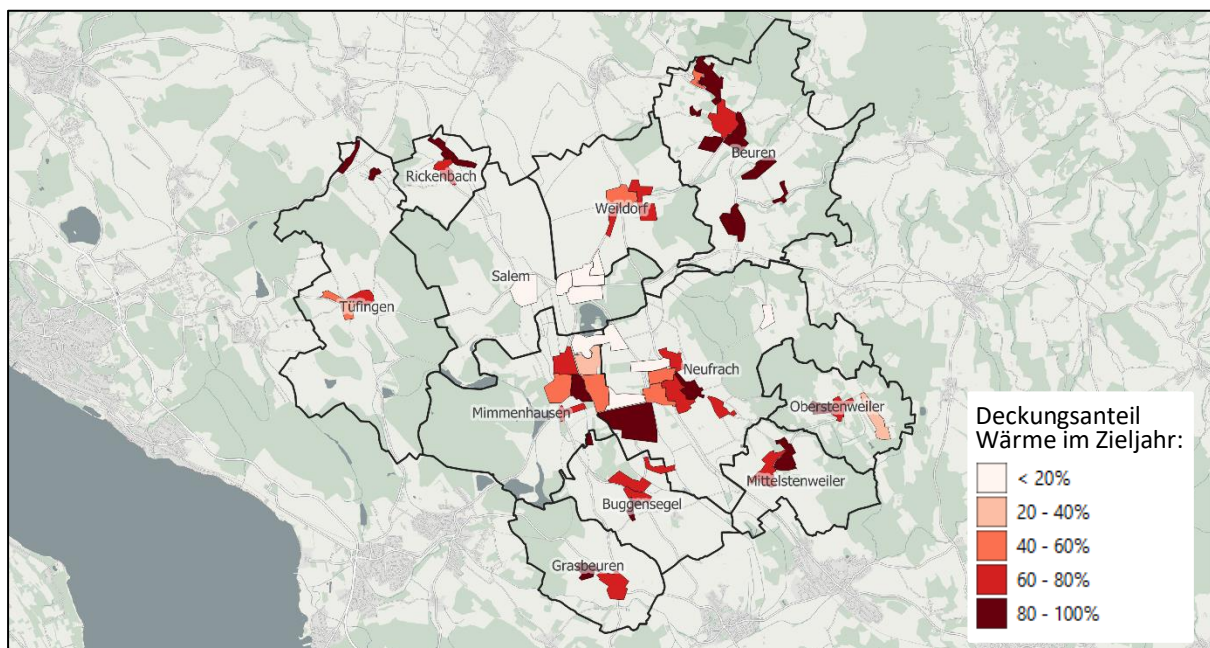 Beuren
Rickenbach
Weildorf
Salem
Tüfingen
Neufrach
Mimmenhausen
Oberstenweiler
Mittelstenweiler
Buggensegel
Grasbeuren
Deckungsanteil
Wärme im Zieljahr:
< 20%
20 - 40%
40 - 60%
60 - 80%
80 - 100%